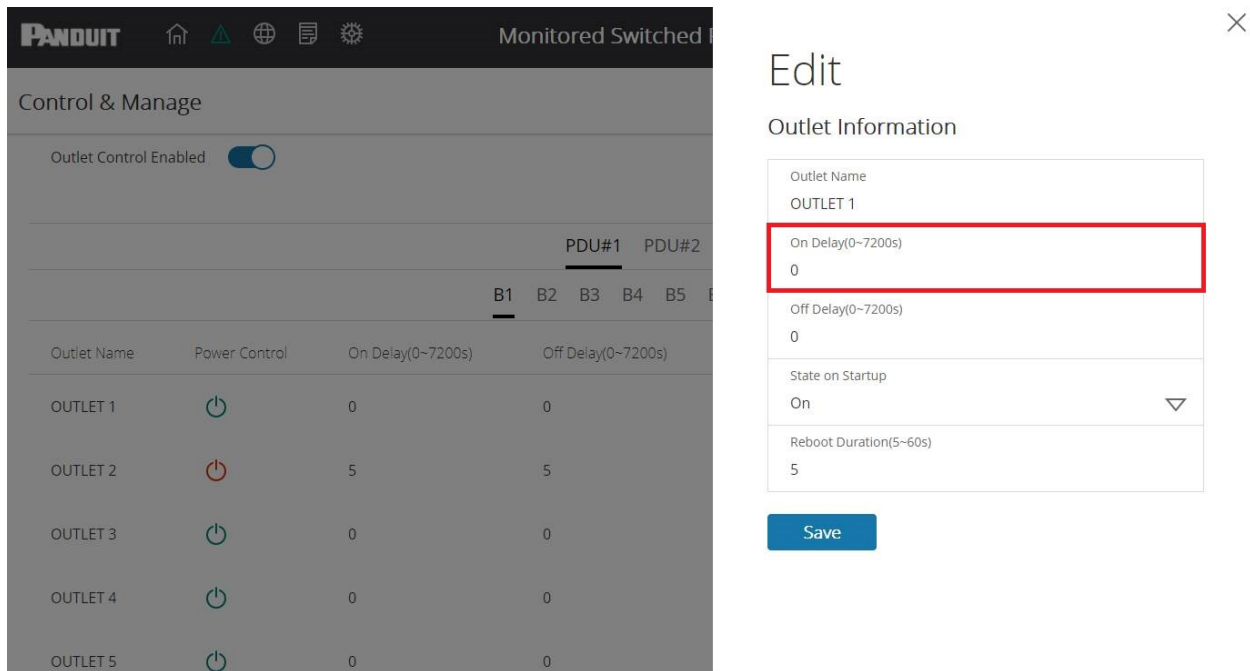 PANDUIT
Monitored Switched
Control & Manage
Outlet Control Enabled
PDU#1 PDU#2
B1 B2 B3 B4 B5
Outlet Name Power Control On Delay(0~7200s) Off Delay(0~7200s)
OUTLET 1 0 0
OUTLET 2 5 5
OUTLET 3 0 0
OUTLET 4 0 0
OUTLET 5 0 0
Edit
Outlet Information
Outlet Name
OUTLET 1
On Delay(0~7200s)
0
Off Delay(0~7200s)
0
State on Startup
On
Reboot Duration(5~60s)
5
Save